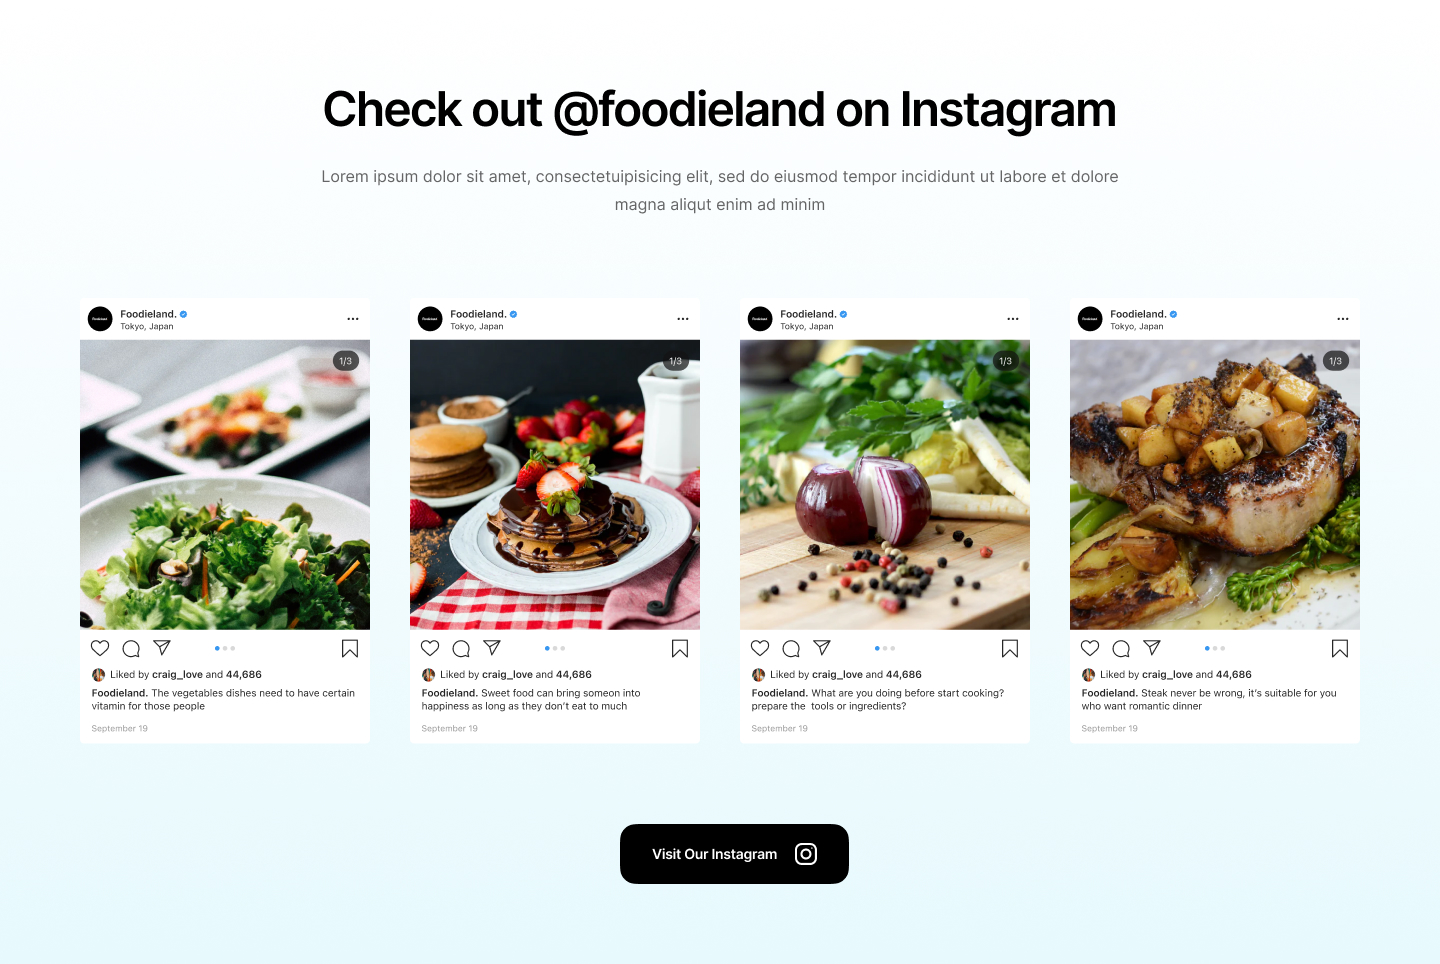 Check out @foodieland on Instagram
Lorem ipsum dolor sit amet, consectetuipisicing elit, sed do eiusmod tempor incididunt ut labore et dolore
magna aliqut enim ad minim
Foodieland
Foodieland.
Tokyo, Japan
1/3
Liked by craig_love and 44,686
Foodieland. The vegetables dishes need to have certain
vitamin for those people
September 19
Foodieland
Foodieland.
Tokyo, Japan
1/3
Liked by craig_love and 44,686
Foodieland. Sweet food can bring someon into
happiness as long as they don’t eat to much
September 19
Foodieland
Foodieland.
Tokyo, Japan
1/3
Liked by craig_love and 44,686
Foodieland. What are you doing before start cooking?
prepare the  tools or ingredients?
September 19
Foodieland
Foodieland.
Tokyo, Japan
1/3
Liked by craig_love and 44,686
Foodieland. Steak never be wrong, it’s suitable for you
who want romantic dinner
September 19
Visit Our Instagram